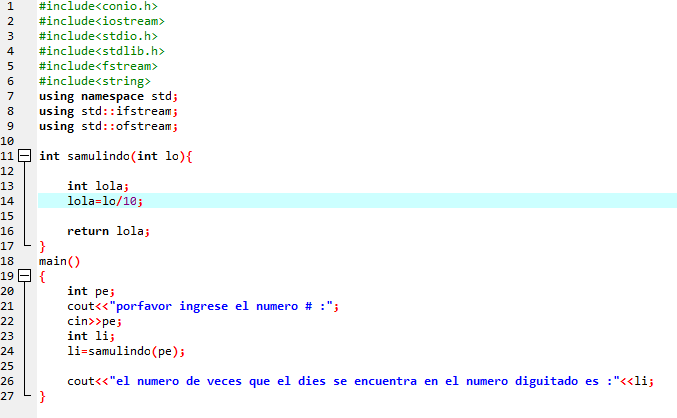 1 #include<conio.h>
2 #include<iostream>
3 #include<stdio.h>
4 #include<stdlib.h>
5 #include<fstream>
6 #include<string>
7 using namespace std;
8 using std::ifstream;
9 using std::ofstream;
10
11 int samulindo(int lo){
12
13 int lola;
14 lola=lo/10;
15
16 return lola;
17 }
18 main()
19 {
20 int pe;
21 cout<<"porfavor ingrese el numero # :";
22 cin>>pe;
23 int li;
24 li=samulindo(pe);
25
26 cout<<"el numero de veces que el dies se encuentra en el numero diguitado es :"<<li;
27 }